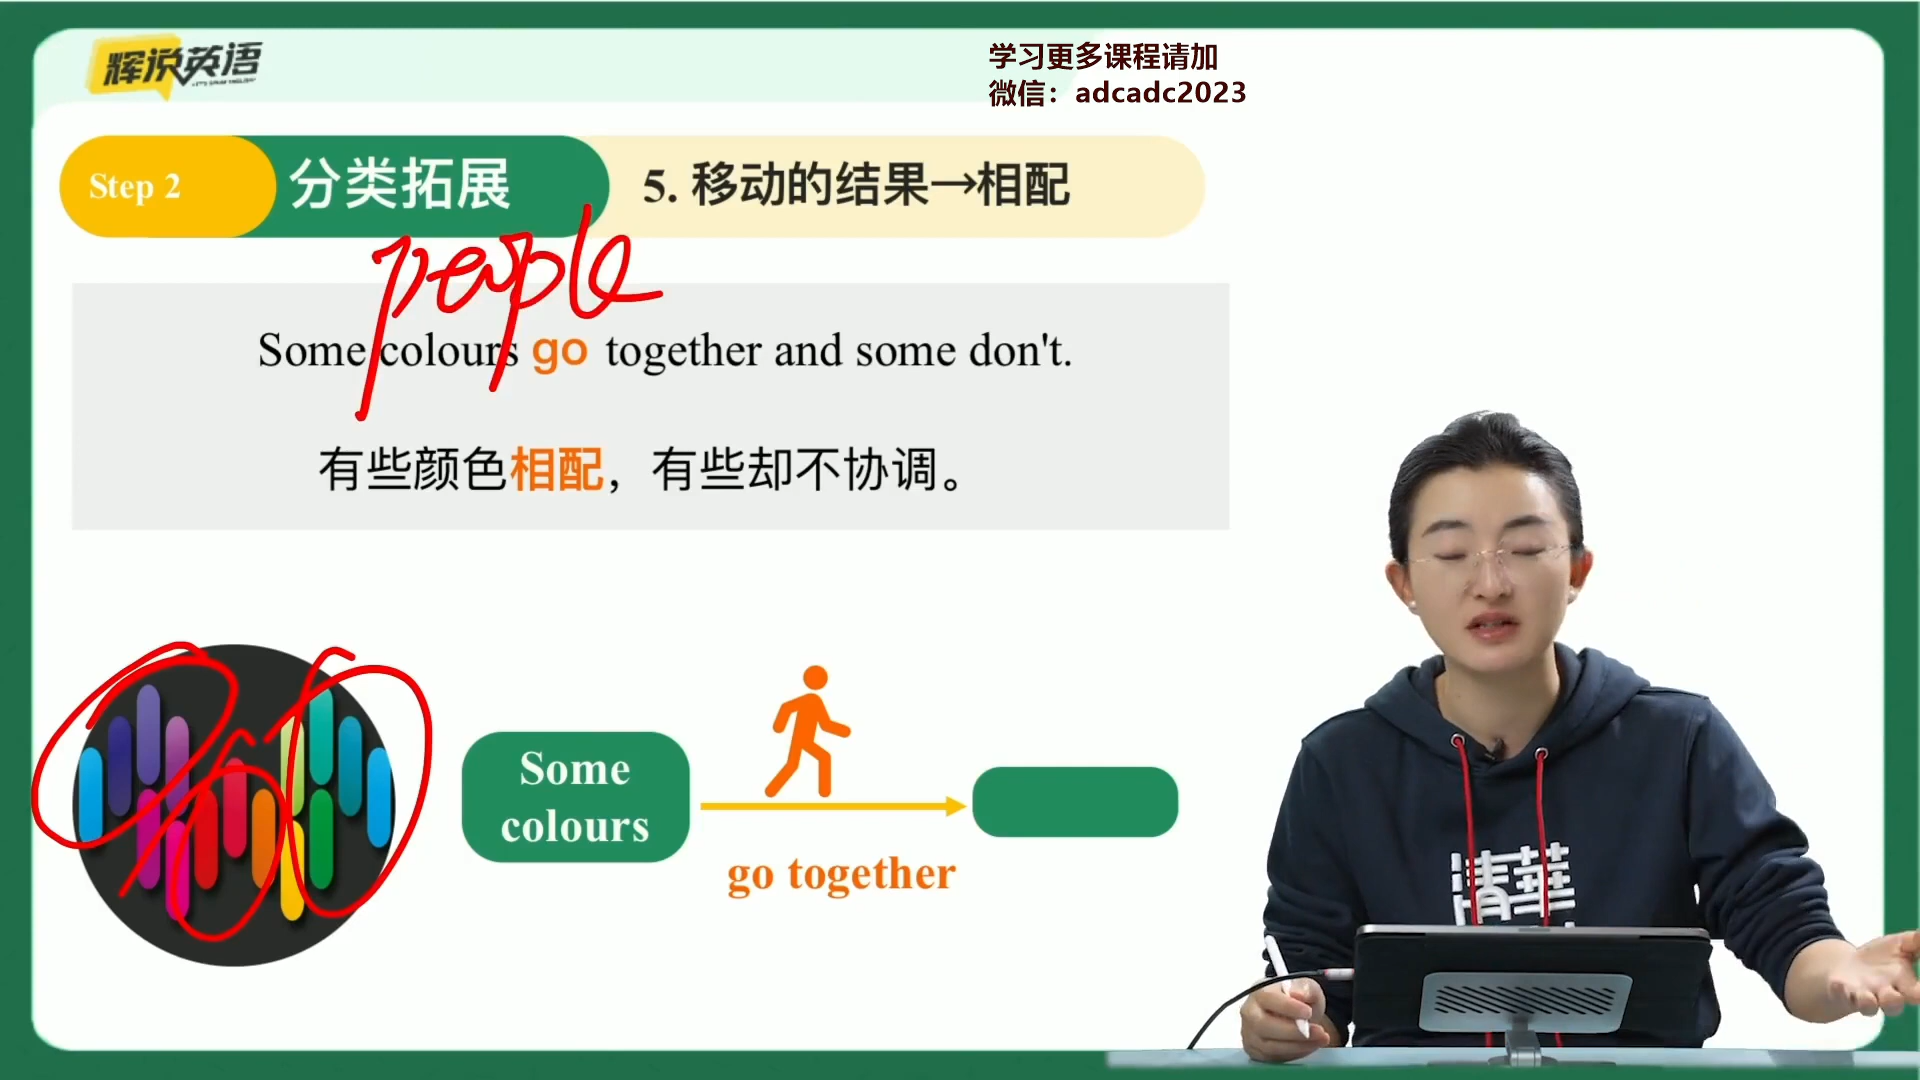 辉说英语
学习更多课程请加
微信：adcadc2023
Step 2 分类拓展 5. 移动的结果→相配
people
Some colours go together and some don't.
有些颜色相配，有些却不协调。
Some
colours
go together
清華